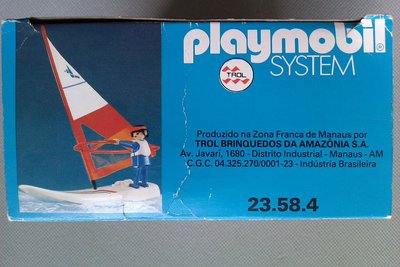 playmobil
SYSTEM
TROL
Produzido na Zona Franca de Manaus por
TROL BRINQUEDOS DA AMAZÔNIA S.A.
Av. Javari, 1680 - Distrito Industrial - Manaus - AM
C.G.C. 04.325.270/0001-23 - Indústria Brasileira
23.58.4